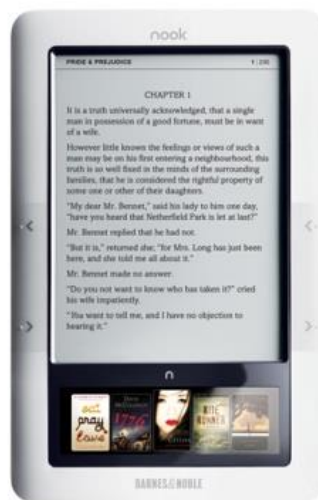 nook
PRIDE & PREJUDICE 1 | 230
CHAPTER 1
It is a truth universally acknowledged, that a single
man in possession of a good fortune, must be in want
of a wife.
However little known the feelings or views of such a
man may be on his first entering a neighbourhood, this
truth is so well fixed in the minds of the surrounding
families, that he is considered the rightful property of
some one or other of their daughters.
"My dear Mr. Bennet," said his lady to him one day,
"have you heard that Netherfield Park is let at last?"
Mr. Bennet replied that he had not.
"But it is," returned she; "for Mrs. Long has just been
here, and she told me all about it."
Mr. Bennet made no answer.
"Do you not want to know who has taken it?" cried
his wife impatiently.
"You want to tell me, and I have no objection to
hearing it."
n
eat
pray
love
1776
KITE
RUNNER
BARNES & NOBLE